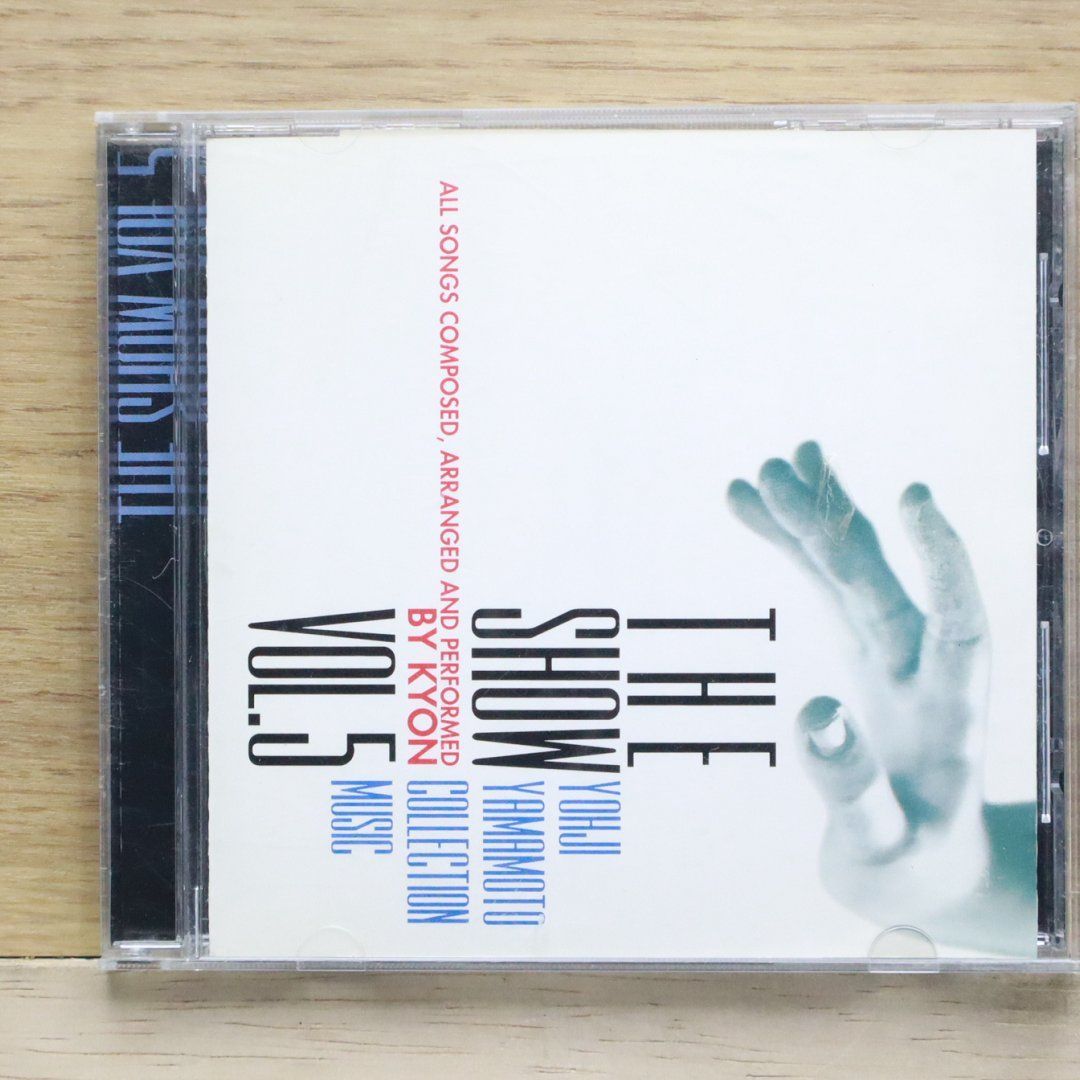 THE
SHOW
VOL.5
YOHJI
YAMAMOTO
COLLECTION
MUSIC
ALL SONGS COMPOSED, ARRANGED AND PERFORMED
BY KYON
THE SHOW VOL.5